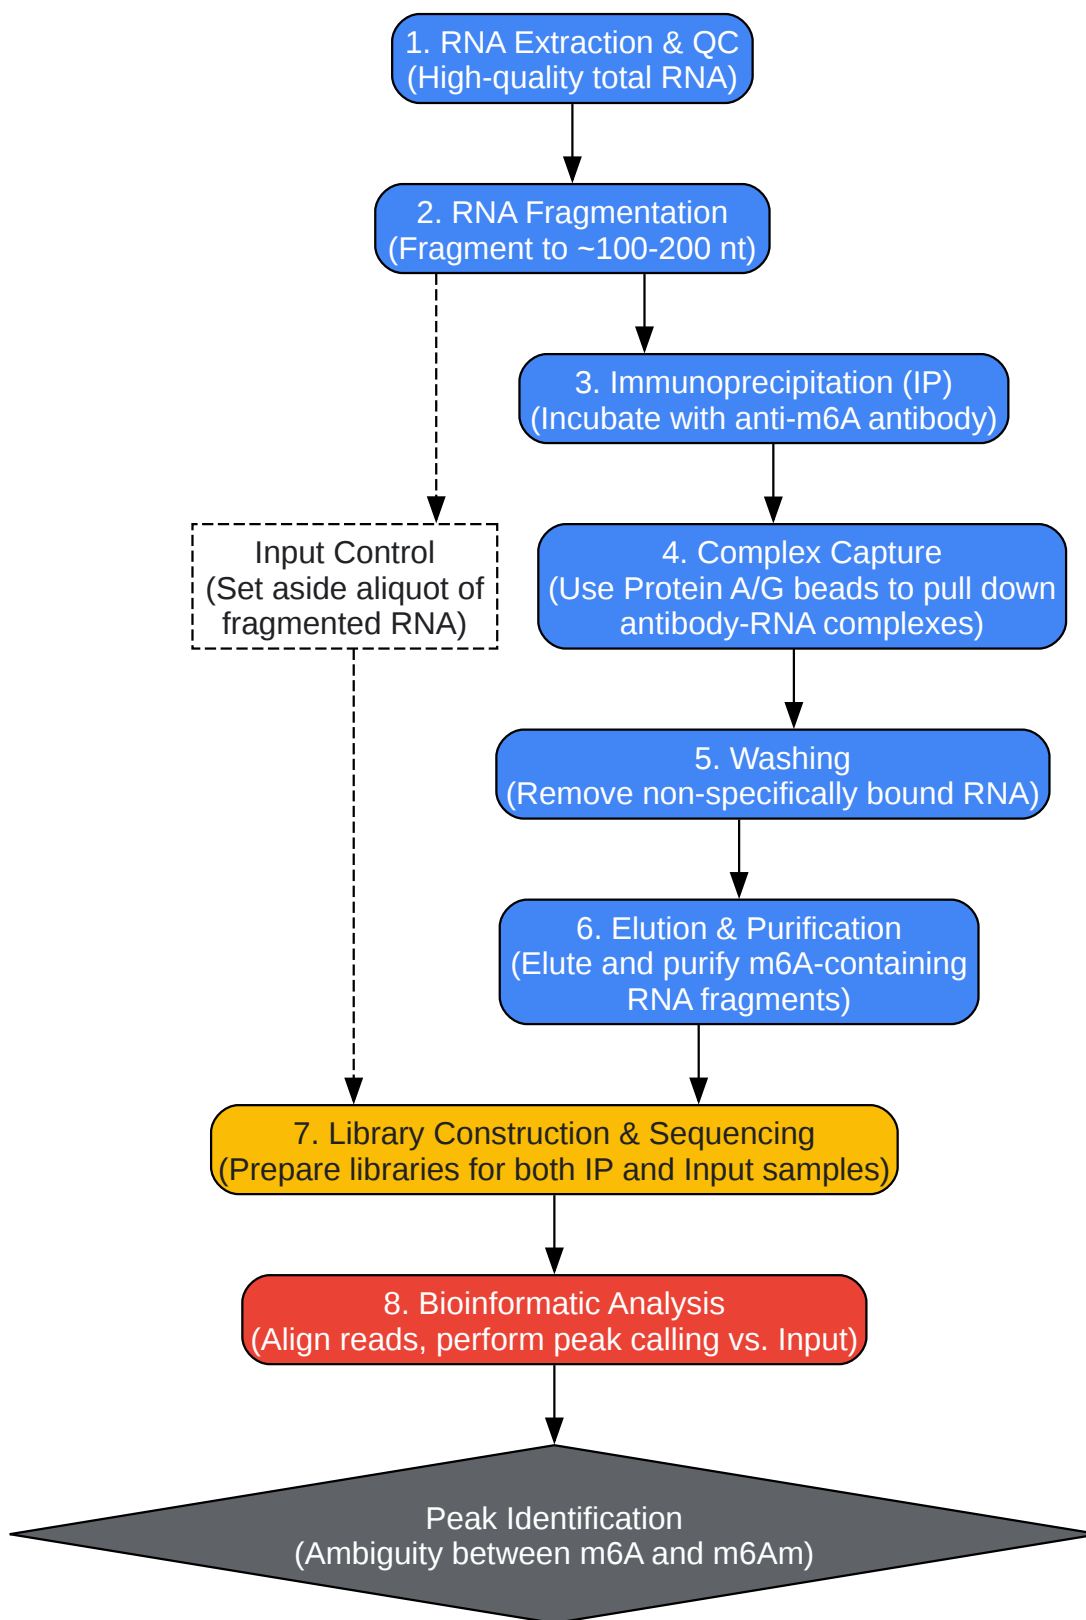 1. RNA Extraction & QC
(High-quality total RNA)
2. RNA Fragmentation
(Fragment to ~100-200 nt)
3. Immunoprecipitation (IP)
(Incubate with anti-m6A antibody)
Input Control
(Set aside aliquot of
fragmented RNA)
4. Complex Capture
(Use Protein A/G beads to pull down
antibody-RNA complexes)
5. Washing
(Remove non-specifically bound RNA)
6. Elution & Purification
(Elute and purify m6A-containing
RNA fragments)
7. Library Construction & Sequencing
(Prepare libraries for both IP and Input samples)
8. Bioinformatic Analysis
(Align reads, perform peak calling vs. Input)
Peak Identification
(Ambiguity between m6A and m6Am)